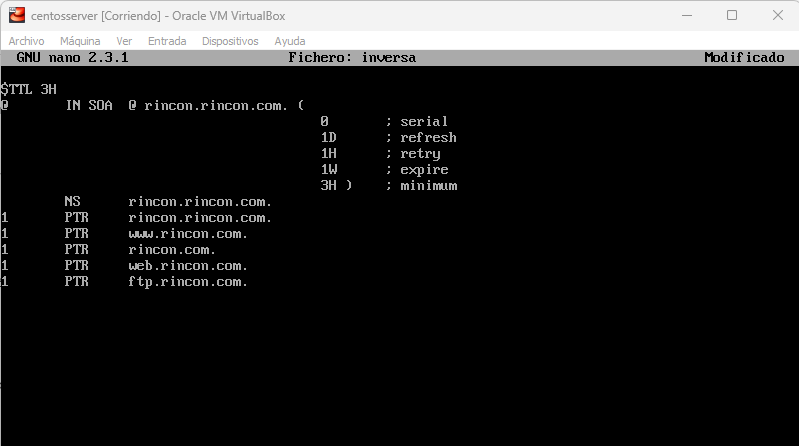 centosserver [Corriendo] - Oracle VM VirtualBox
Archivo Máquina Ver Entrada Dispositivos Ayuda
GNU nano 2.3.1 Fichero: inversa Modificado
$TTL 3H
@ IN SOA @ rincon.rincon.com. (
0 ; serial
1D ; refresh
1H ; retry
1W ; expire
3H ) ; minimum
NS rincon.rincon.com.
1 PTR rincon.rincon.com.
1 PTR www.rincon.com.
1 PTR rincon.com.
1 PTR web.rincon.com.
1 PTR ftp.rincon.com.